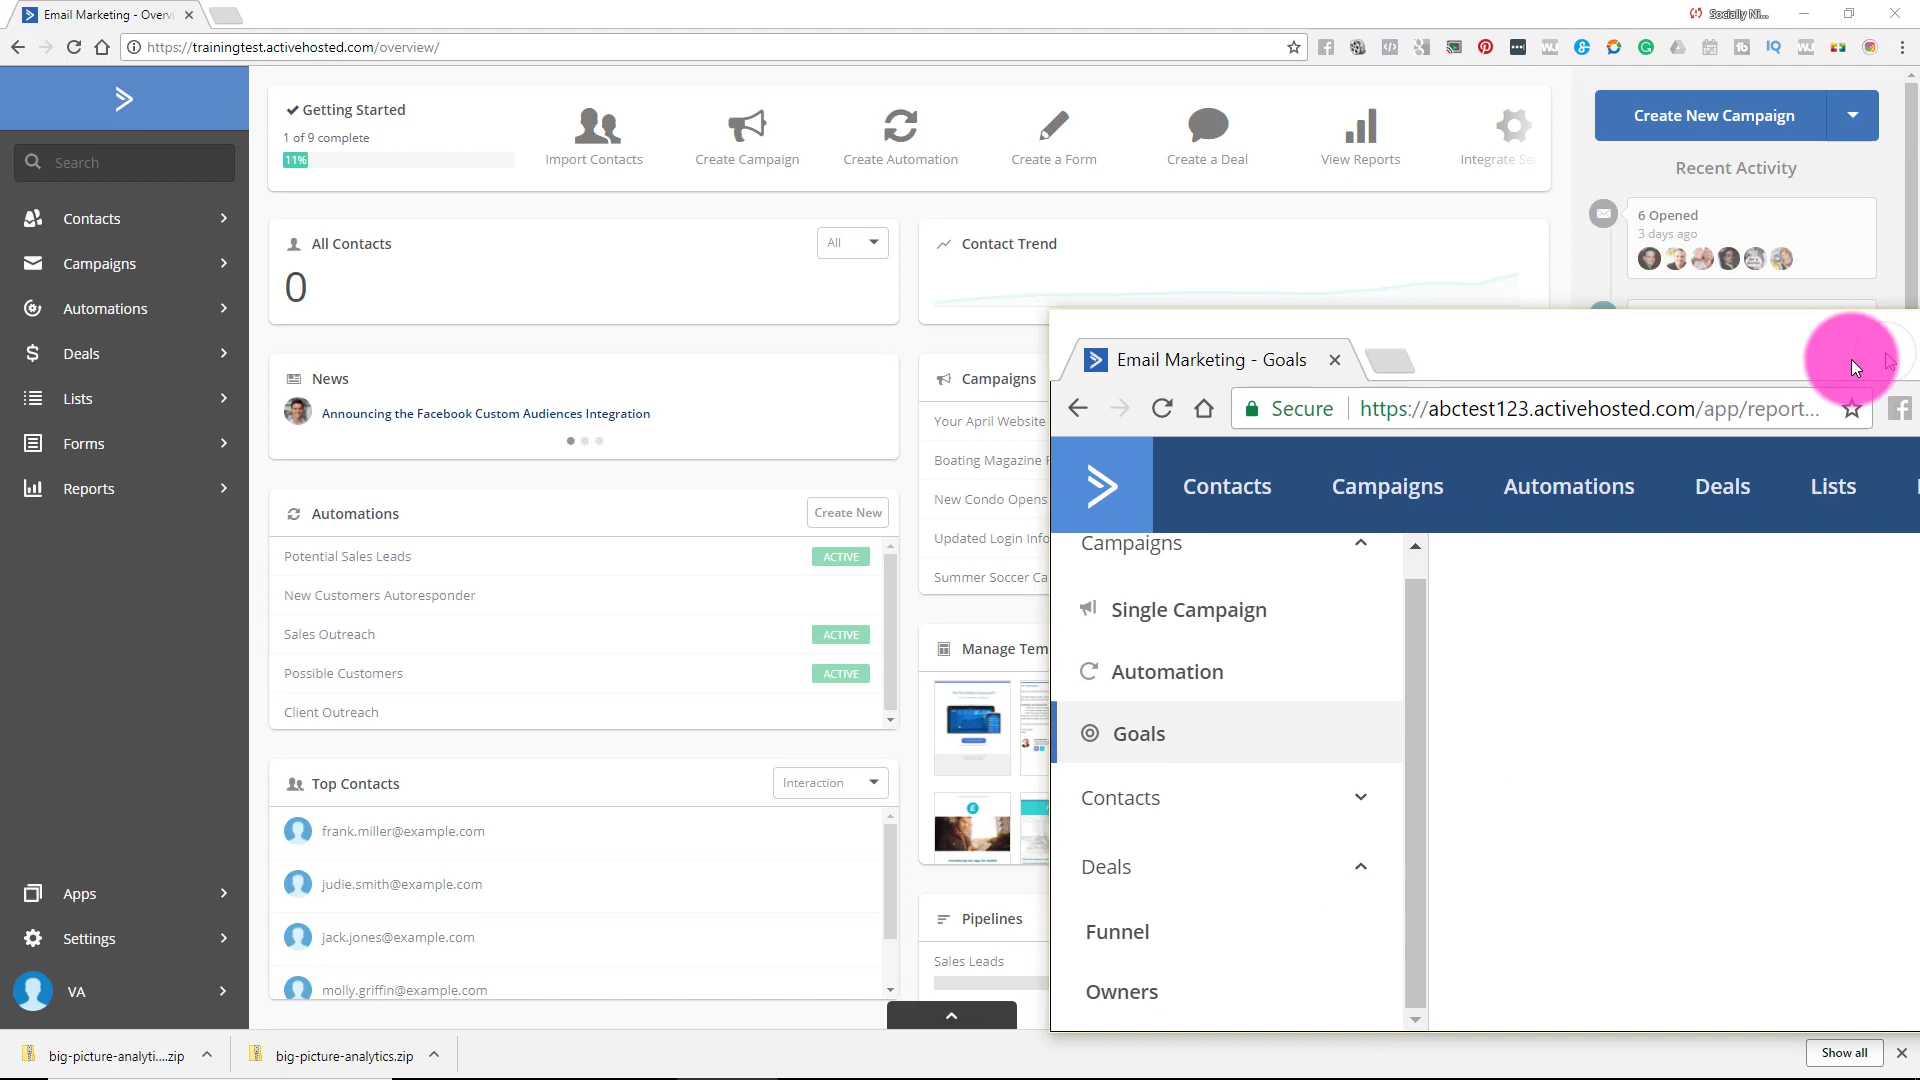 Email Marketing - Overv
Socially Ni...
https://trainingtest.activehosted.com/overview/
Search
Contacts
Campaigns
Automations
Deals
Lists
Forms
Reports
Apps
Settings
VA
Getting Started
1 of 9 complete
11%
Import Contacts
Create Campaign
Create Automation
Create a Form
Create a Deal
View Reports
Integrate Se
Create New Campaign
Recent Activity
6 Opened
3 days ago
All Contacts
All
0
Contact Trend
News
Announcing the Facebook Custom Audiences Integration
Automations
Create New
Potential Sales Leads ACTIVE
New Customers Autoresponder
Sales Outreach ACTIVE
Possible Customers ACTIVE
Client Outreach
Top Contacts
Interaction
frank.miller@example.com
judie.smith@example.com
jack.jones@example.com
molly.griffin@example.com
Campaigns
Your April Website
Boating Magazine
New Condo Opens
Updated Login Info
Summer Soccer Ca
Manage Tem
Pipelines
Sales Leads
Email Marketing - Goals
Secure https://abctest123.activehosted.com/app/report...
Contacts Campaigns Automations Deals Lists
Campaigns
Single Campaign
Automation
Goals
Contacts
Deals
Funnel
Owners
big-picture-analyti....zip
big-picture-analytics.zip
Show all